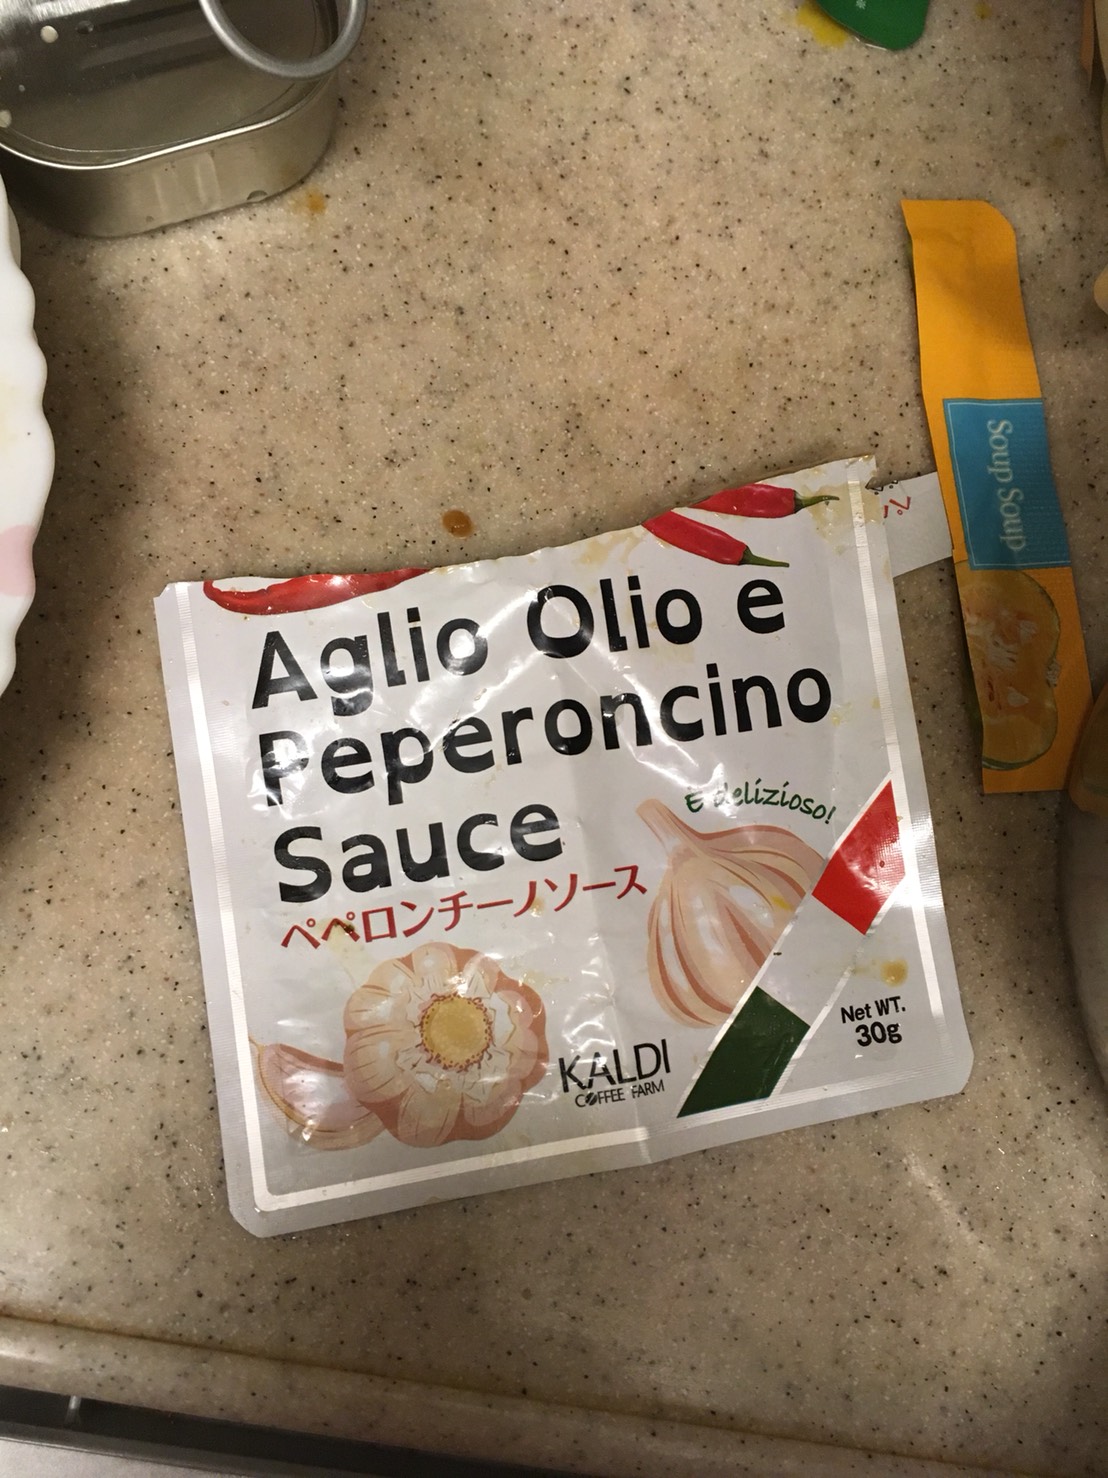 Aglio Olio e
Peperoncino
Sauce
ペペロンチーノソース
E delizioso!
Net WT.
30g
KALDI
COFFEE FARM
Soup Soup